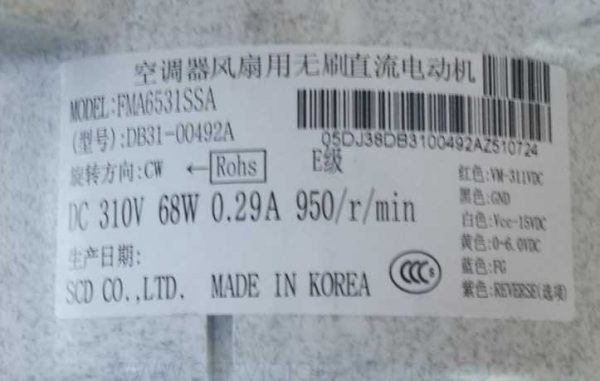 空调器风扇用无刷直流电动机
MODEL:FMA6531SSA
(型号):DB31-00492A
05DJ38DB3100492AZ510724
旋转方向:CW ← Rohs E级
DC 310V 68W 0.29A 950/r/min
生产日期:
SCD CO.,LTD. MADE IN KOREA
CCC S
红色:VM-311VDC
黑色:GND
白色:Vcc-15VDC
黄色:0-6.0VDC
蓝色:FG
紫色:REVERSE(选项)